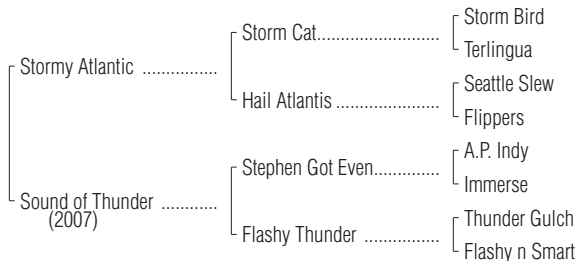 Storm Bird
Storm Cat..........................
Terlingua
Stormy Atlantic ................
Seattle Slew
Hail Atlantis ......................
Flippers
A.P. Indy
Stephen Got Even..............
Immerse
Sound of Thunder ............
(2007)
Thunder Gulch
Flashy Thunder ................
Flashy n Smart